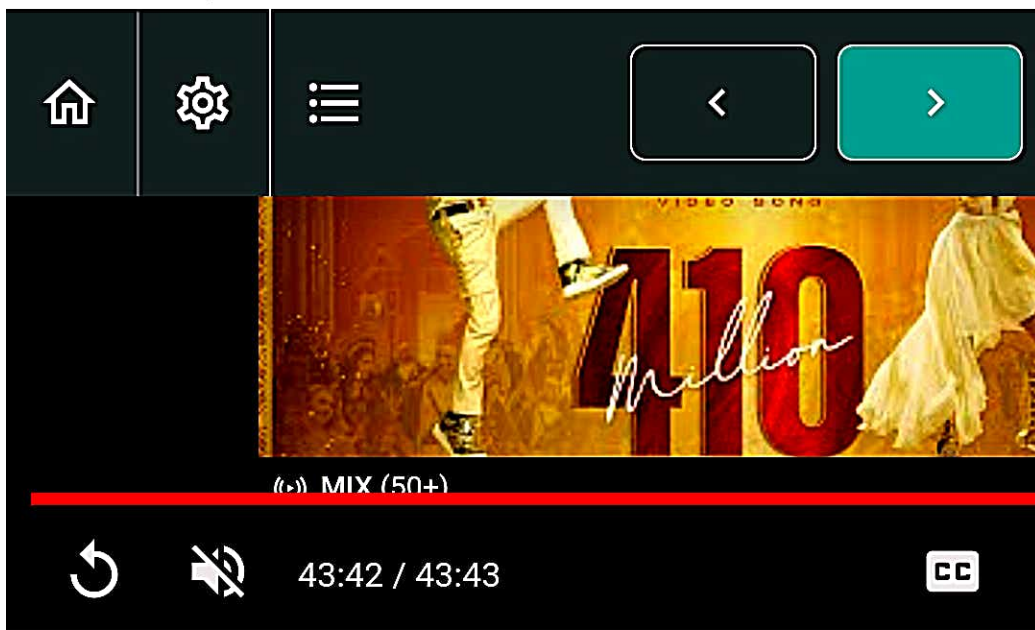 VIDEO SONG
410
Million
MIX (50+)
43:42 / 43:43
CC